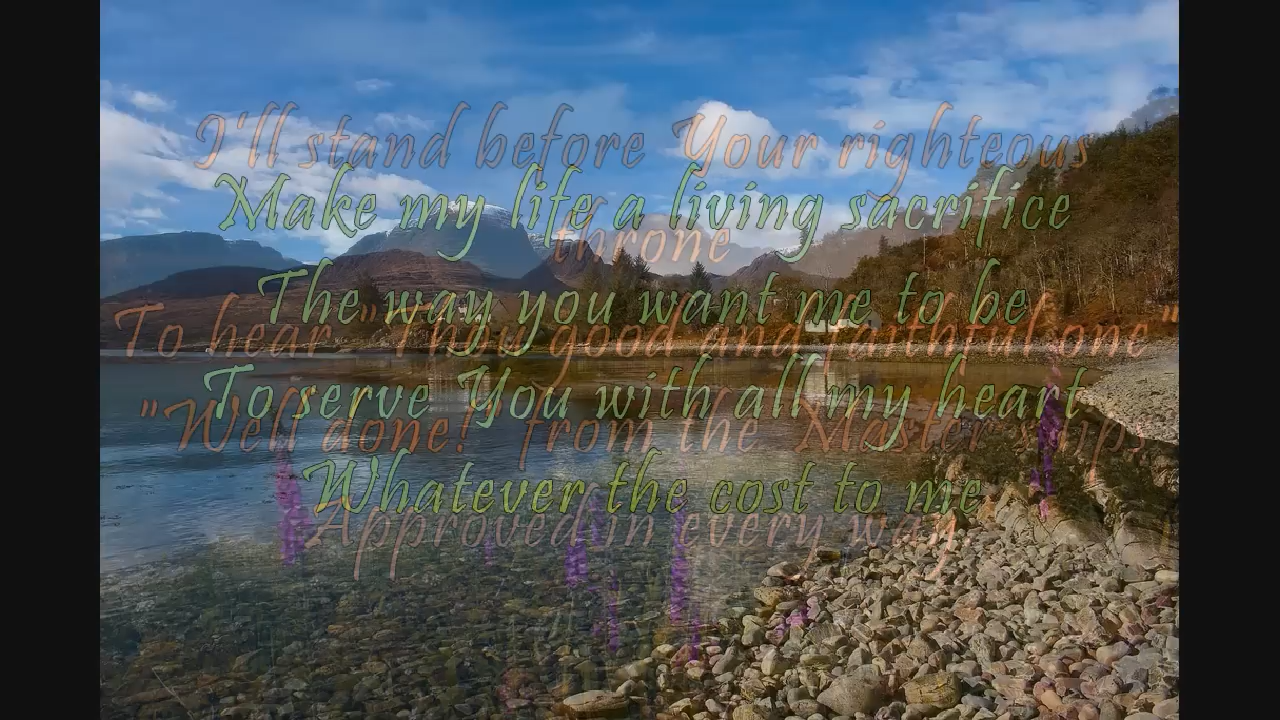 I'll stand before Your righteous
throne
To hear "Thou good and faithful one"
"Well done!" from the Master's lips
Approved in every way.
Make my life a living sacrifice
The way you want me to be
To serve You with all my heart
Whatever the cost to me